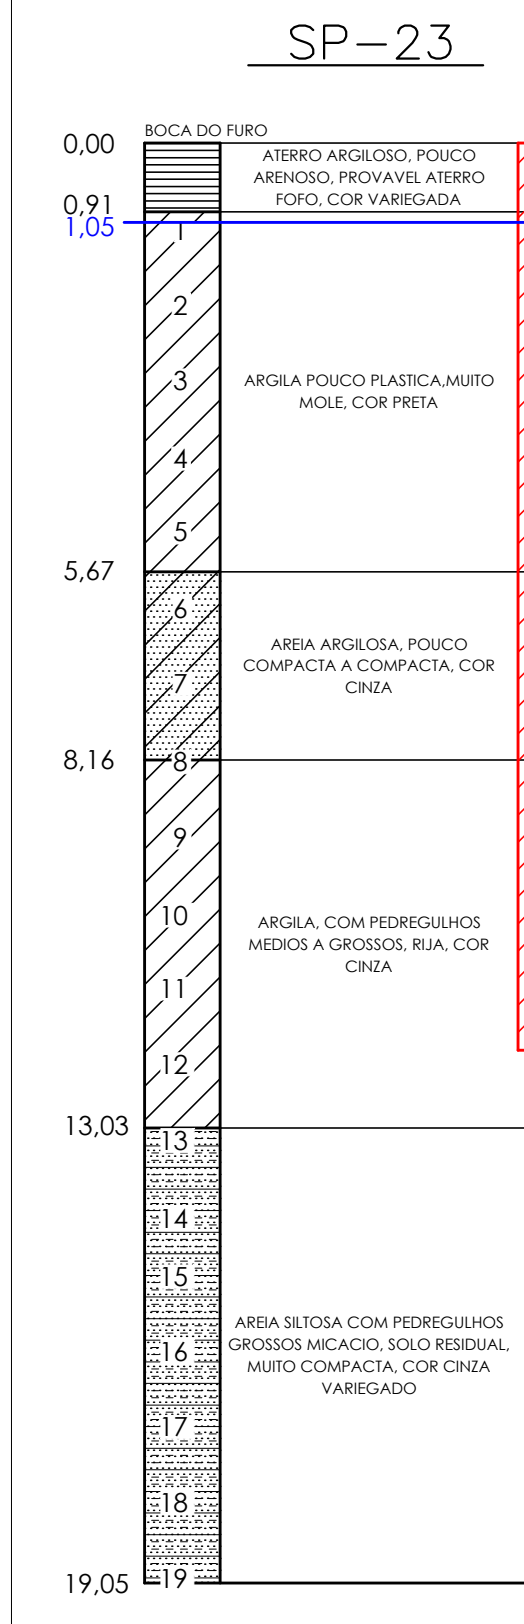 SP-23
BOCA DO FURO
0,00
ATERRO ARGILOSO, POUCO
ARENOSO, PROVAVEL ATERRO
FOFO, COR VARIEGADA
0,91
1,05
1
2
3
ARGILA POUCO PLASTICA,MUITO
MOLE, COR PRETA
4
5
5,67
6
AREIA ARGILOSA, POUCO
COMPACTA A COMPACTA, COR
CINZA
7
8,16
8
9
10
ARGILA, COM PEDREGULHOS
MEDIOS A GROSSOS, RIJA, COR
CINZA
11
12
13,03
13
14
15
AREIA SILTOSA COM PEDREGULHOS
GROSSOS MICACIO, SOLO RESIDUAL,
MUITO COMPACTA, COR CINZA
VARIEGADO
16
17
18
19,05
19